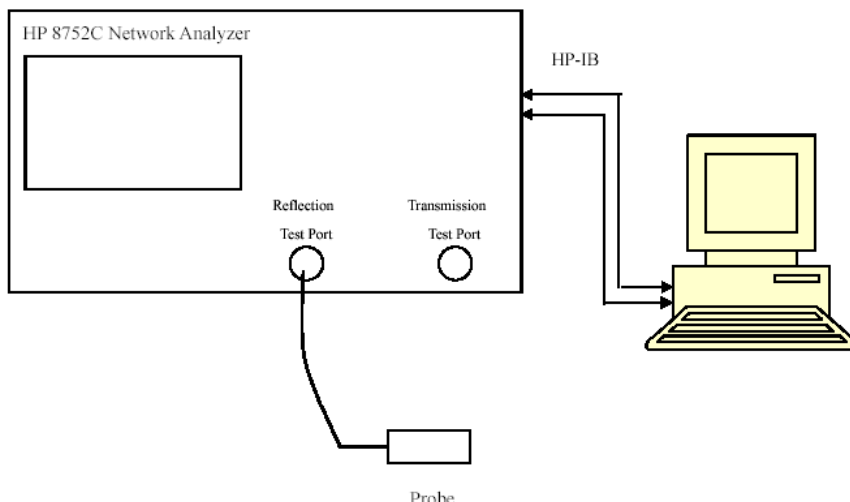 HP 8752C Network Analyzer
HP-IB
Reflection
Test Port
Transmission
Test Port
Probe